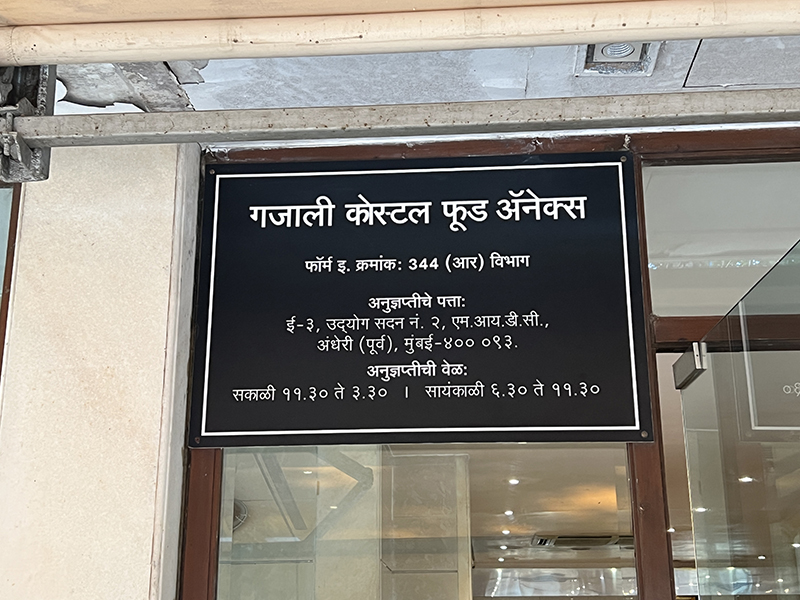 गजाली कोस्टल फूड ॲनेक्स
फॉर्म इ. क्रमांक: 344 (आर) विभाग
अनुज्ञप्तीचे पत्ता:
ई-३, उद्योग सदन नं. २, एम.आय.डी.सी.,
अंधेरी (पूर्व), मुंबई-४०० ०९३.
अनुज्ञप्तीची वेळ:
सकाळी ११.३० ते ३.३० । सायंकाळी ६.३० ते ११.३०